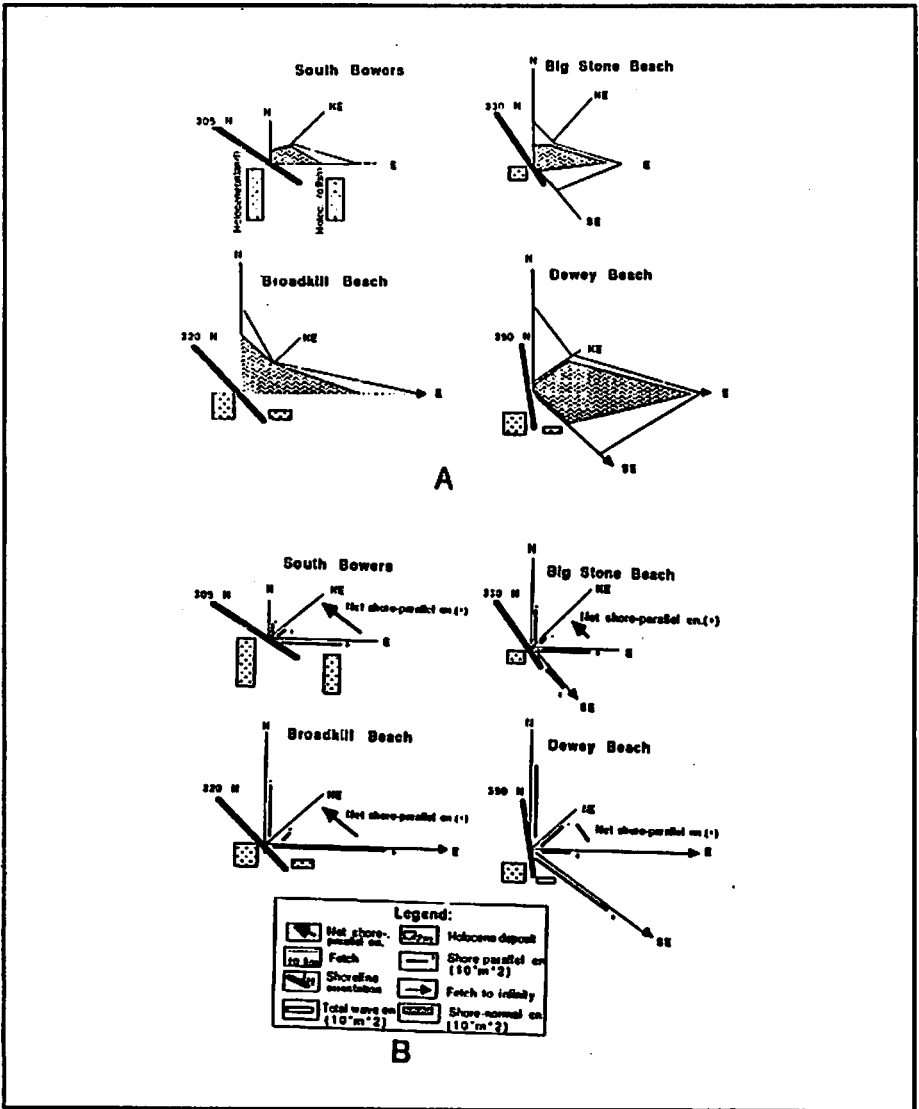 South Bowers
N
NE
305 N
E
Big Stone Beach
N
NE
330 N
E
SE
Broadkill Beach
N
NE
320 N
E
Dewey Beach
N
NE
350 N
E
SE
A
South Bowers
N
NE
305 N
Net shore-parallel en.(+)
E
Big Stone Beach
N
NE
330 N
Net shore-parallel en.(+)
E
SE
Broadkill Beach
N
NE
320 N
Net shore-parallel en.(+)
E
Dewey Beach
N
NE
350 N
Net shore-parallel en.(+)
E
SE
Legend:
Net shore-parallel en.
Holocene deposit
Fetch
Shore parallel en
(10^m^2)
Shoreline orientation
Fetch to infinity
Total wave en
(10^m^2)
Shore-normal en
(10^m^2)
B